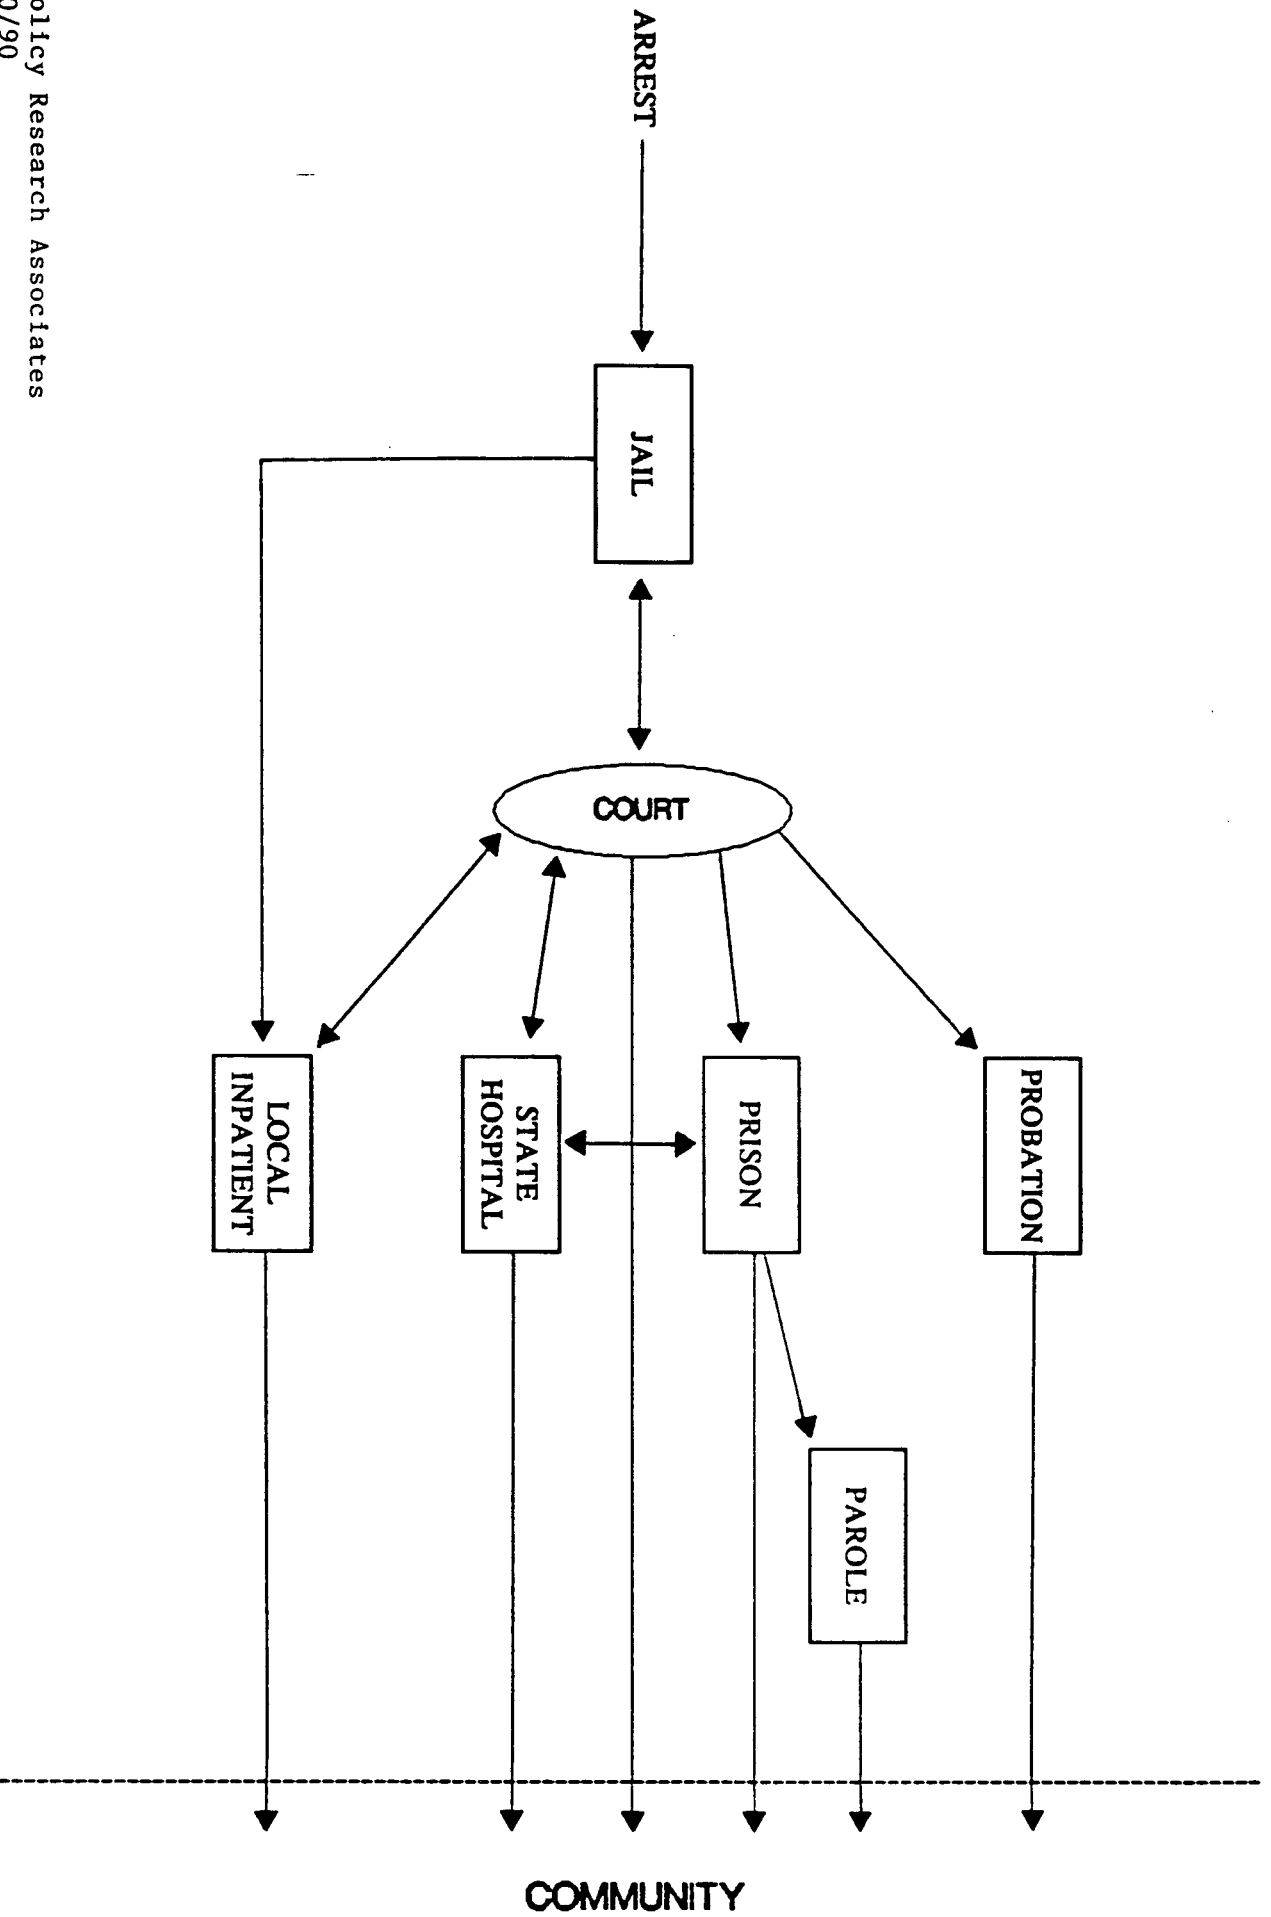 ARREST
JAIL
COURT
PROBATION
PRISON
STATE
HOSPITAL
LOCAL
INPATIENT
PAROLE
COMMUNITY
olicy Research Associates
0/90